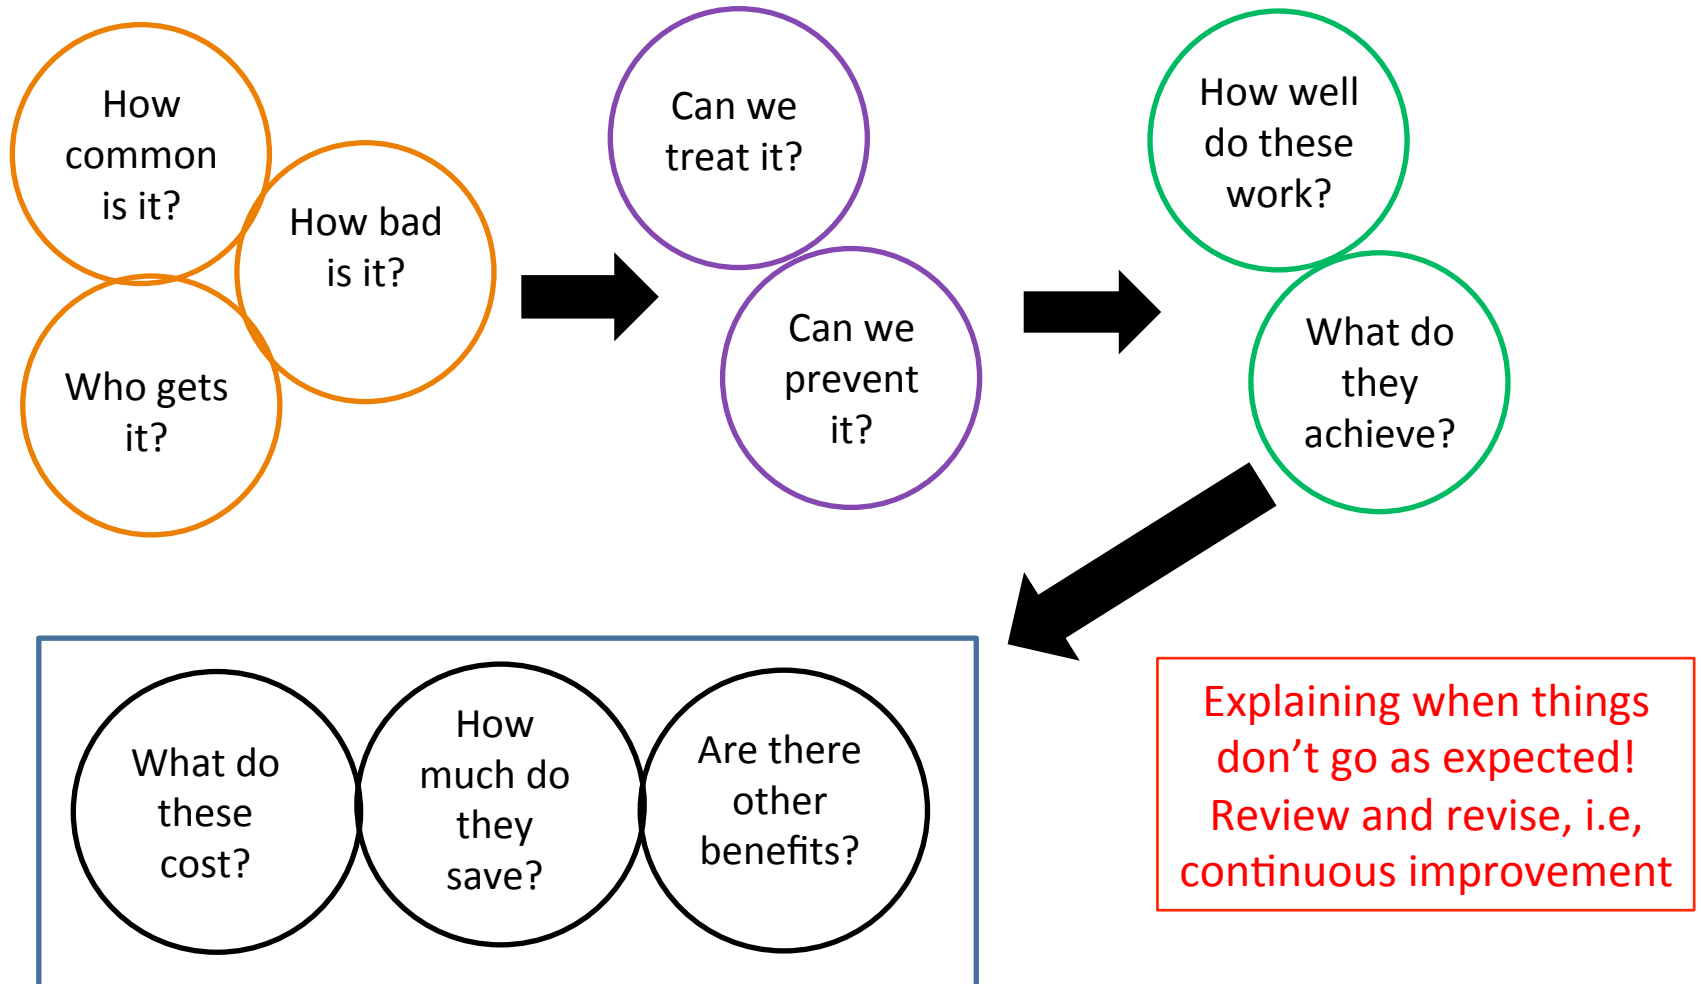 How
common
is it?
How bad
is it?
Who gets
it?
Can we
treat it?
Can we
prevent
it?
How well
do these
work?
What do
they
achieve?
What do
these
cost?
How
much do
they
save?
Are there
other
benefits?
Explaining when things
don’t go as expected!
Review and revise, i.e,
continuous improvement